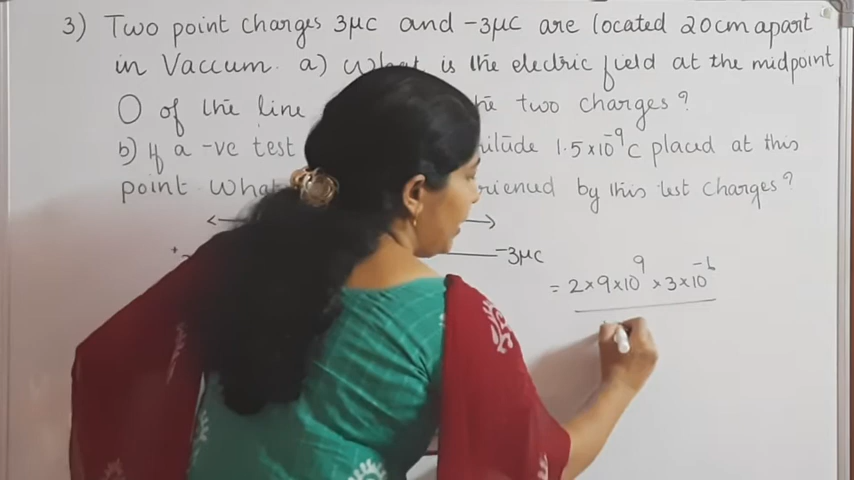 3) Two point charges 3μc and -3μc are located 20cm apart
in Vaccum. a) What is the electric field at the midpoint
O of the line the two charges?
b) If a -ve test 1.5×10⁻⁹c placed at this
point What by this test charges?
-3μc
= 2×9×10⁹ ×3×10⁻⁶